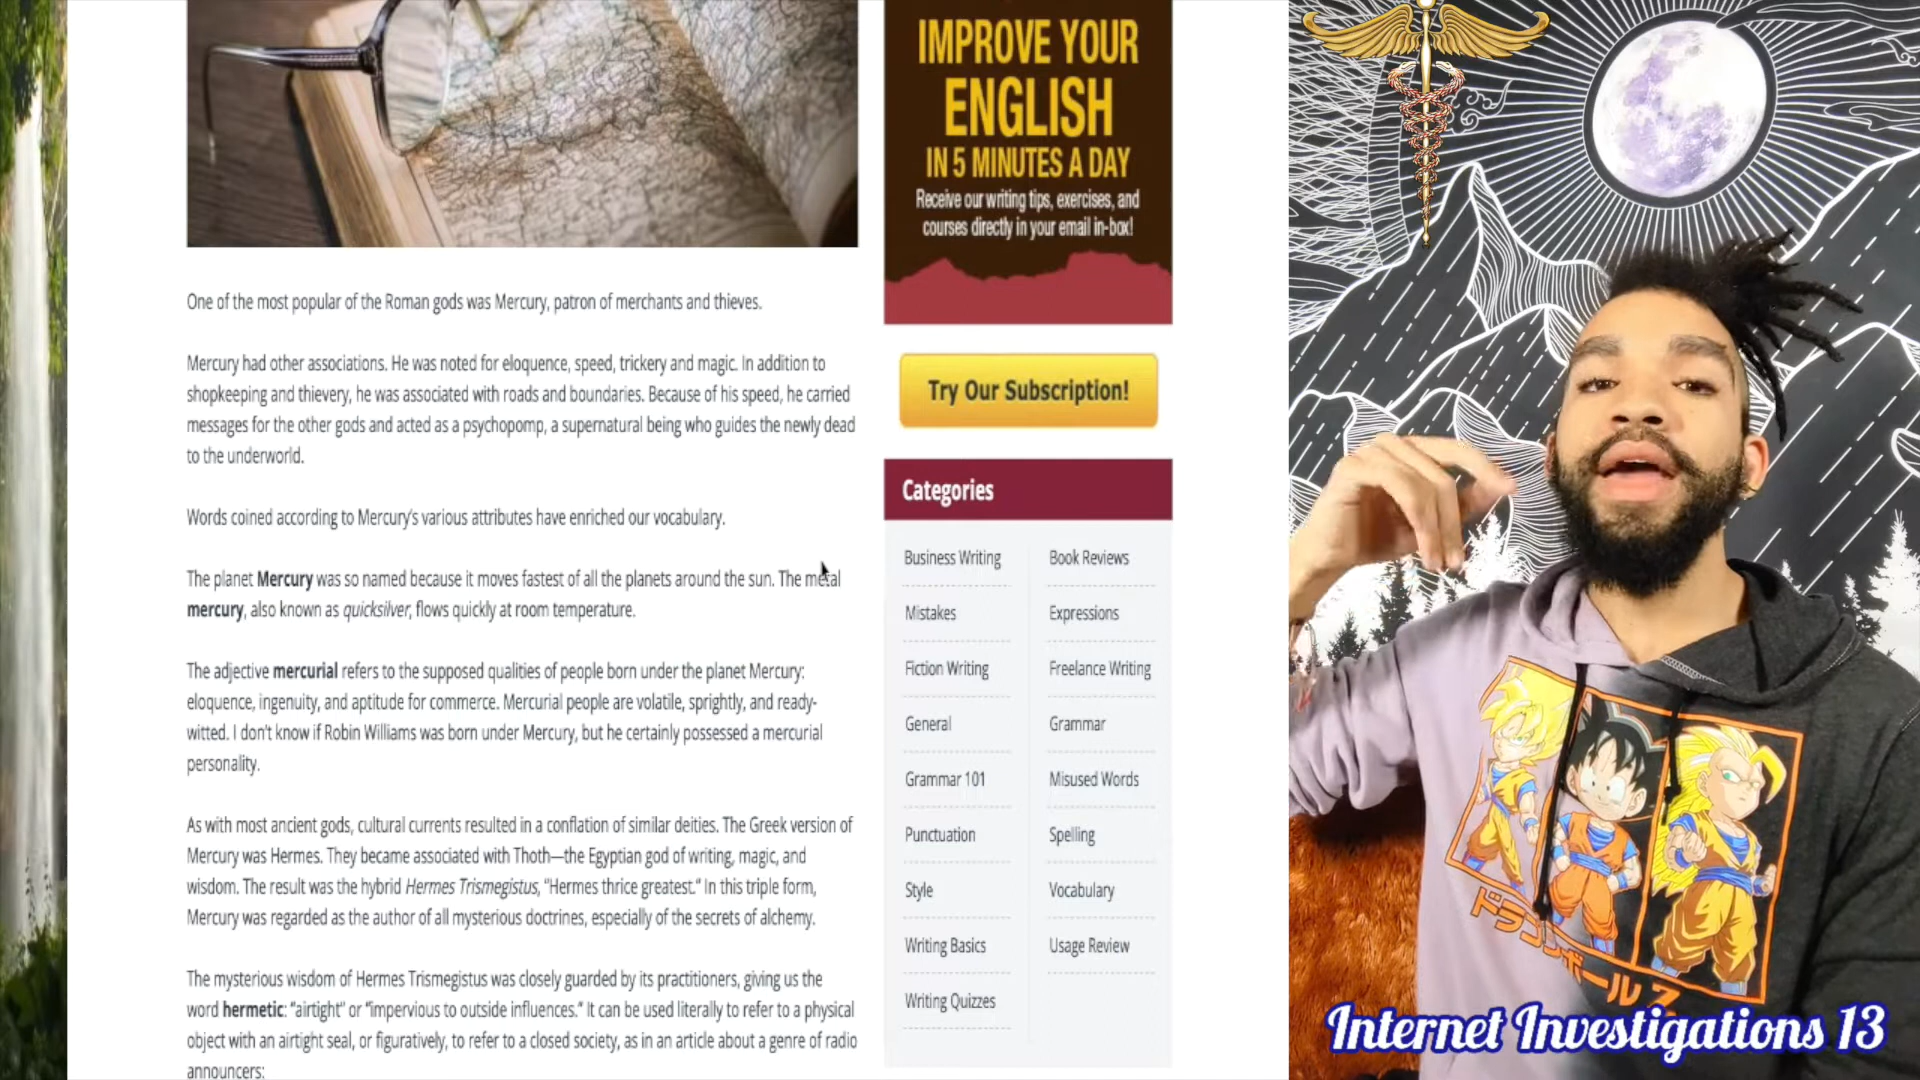 IMPROVE YOUR
ENGLISH
IN 5 MINUTES A DAY
Receive our writing tips, exercises, and
courses directly in your email in-box!
Try Our Subscription!
One of the most popular of the Roman gods was Mercury, patron of merchants and thieves.
Mercury had other associations. He was noted for eloquence, speed, trickery and magic. In addition to
shopkeeping and thievery, he was associated with roads and boundaries. Because of his speed, he carried
messages for the other gods and acted as a psychopomp, a supernatural being who guides the newly dead
to the underworld.
Words coined according to Mercury's various attributes have enriched our vocabulary.
The planet Mercury was so named because it moves fastest of all the planets around the sun. The metal
mercury, also known as quicksilver, flows quickly at room temperature.
The adjective mercurial refers to the supposed qualities of people born under the planet Mercury:
eloquence, ingenuity, and aptitude for commerce. Mercurial people are volatile, sprightly, and ready-
witted. I don't know if Robin Williams was born under Mercury, but he certainly possessed a mercurial
personality.
As with most ancient gods, cultural currents resulted in a conflation of similar deities. The Greek version of
Mercury was Hermes. They became associated with Thoth—the Egyptian god of writing, magic, and
wisdom. The result was the hybrid Hermes Trismegistus, "Hermes thrice greatest." In this triple form,
Mercury was regarded as the author of all mysterious doctrines, especially of the secrets of alchemy.
The mysterious wisdom of Hermes Trismegistus was closely guarded by its practitioners, giving us the
word hermetic: "airtight" or "impervious to outside influences." It can be used literally to refer to a physical
object with an airtight seal, or figuratively, to refer to a closed society, as in an article about a genre of radio
announcers:
Categories
Business Writing
Book Reviews
Mistakes
Expressions
Fiction Writing
Freelance Writing
General
Grammar
Grammar 101
Misused Words
Punctuation
Spelling
Style
Vocabulary
Writing Basics
Usage Review
Writing Quizzes
ドラゴンボールZ
Internet Investigations 13